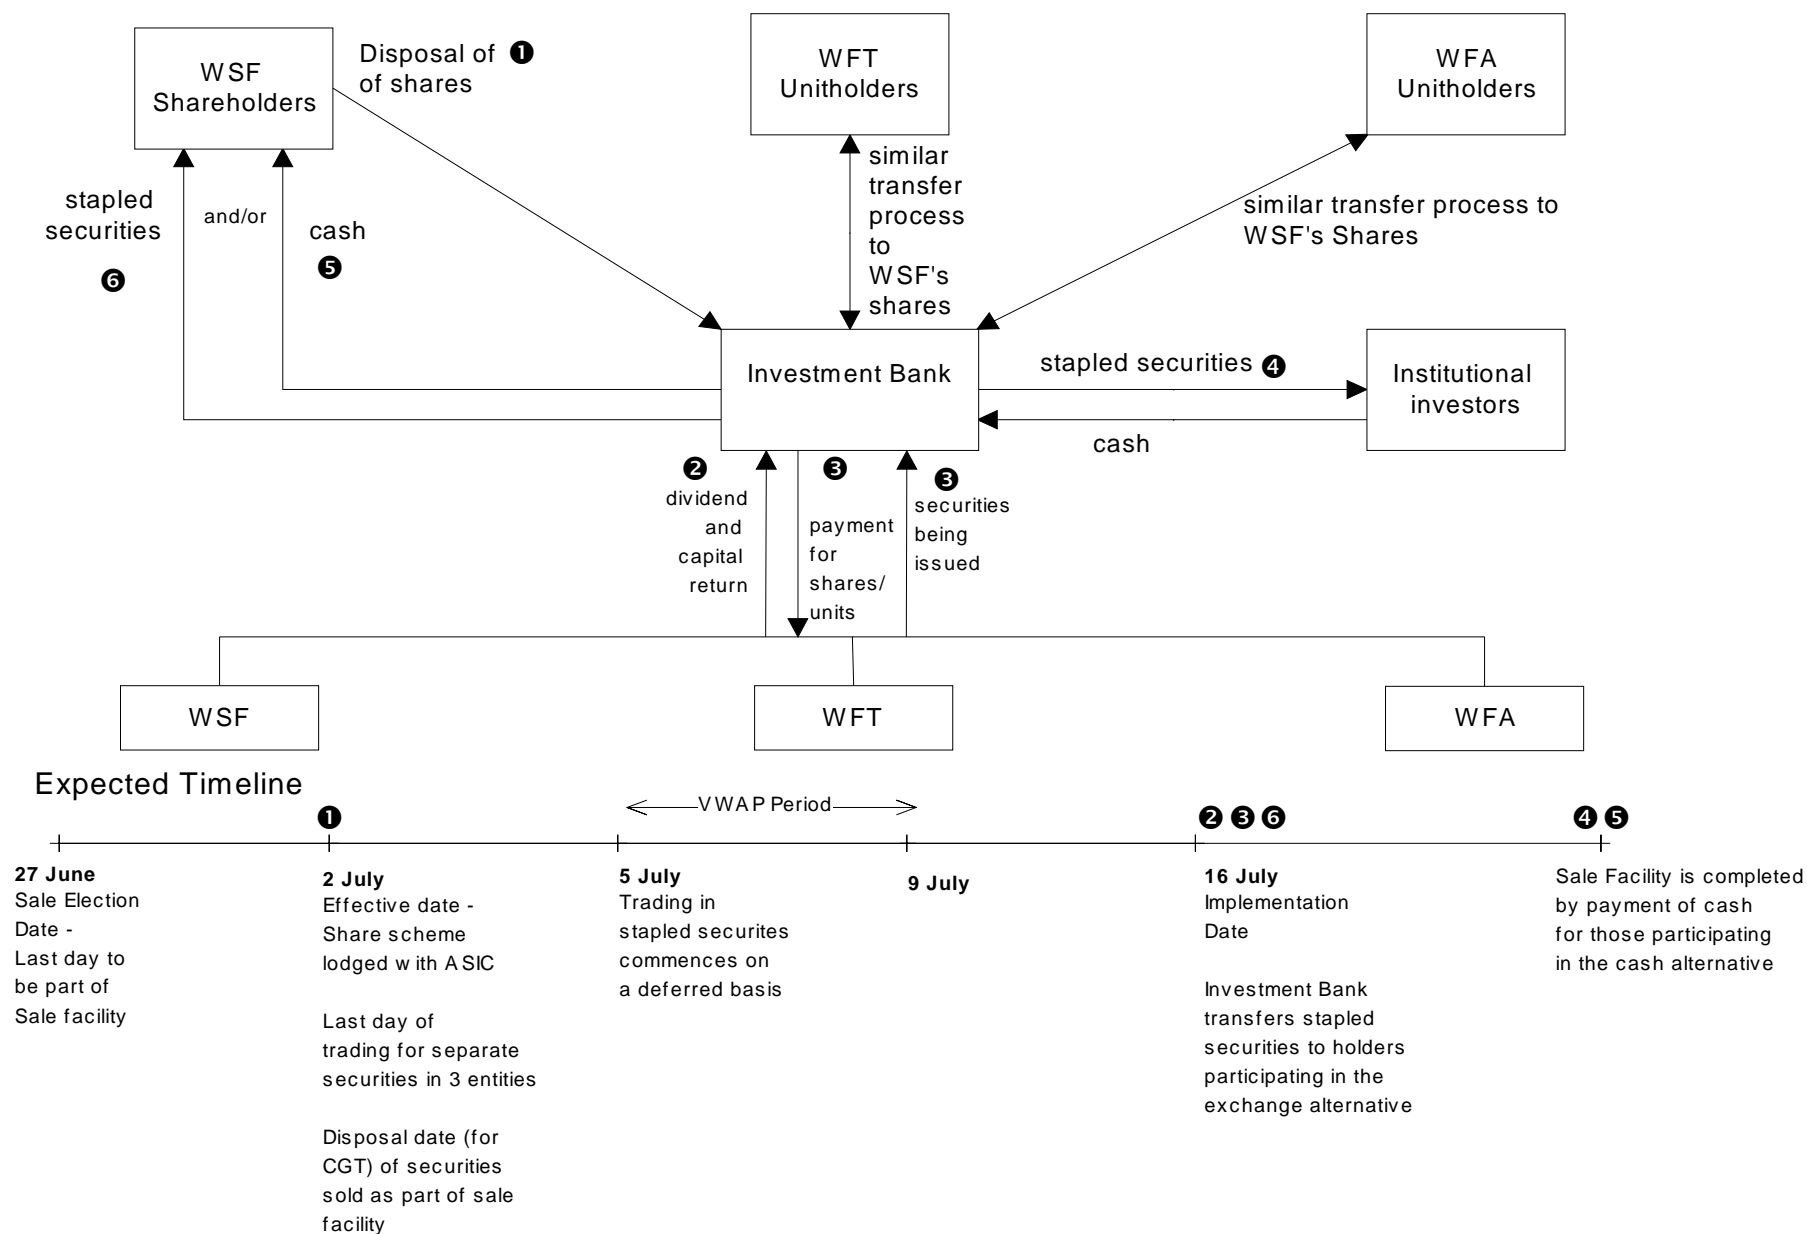 WSF
Shareholders
Disposal of ❶
of shares
WFT
Unitholders
WFA
Unitholders
stapled
securities
❻
and/or
cash
❺
similar
transfer
process
to
WSF's
shares
similar transfer process to
WSF's Shares
Investment Bank
stapled securities ❹
cash
Institutional
investors
❷
dividend
and
capital
return
❸
payment
for
shares/
units
❸
securities
being
issued
WSF
WFT
WFA
Expected Timeline
❶
VWAP Period
❷ ❸ ❻
❹ ❺
27 June
Sale Election
Date -
Last day to
be part of
Sale facility
2 July
Effective date -
Share scheme
lodged with ASIC
Last day of
trading for separate
securities in 3 entities
Disposal date (for
CGT) of securities
sold as part of sale
facility
5 July
Trading in
stapled securites
commences on
a deferred basis
9 July
16 July
Implementation
Date
Investment Bank
transfers stapled
securities to holders
participating in the
exchange alternative
Sale Facility is completed
by payment of cash
for those participating
in the cash alternative